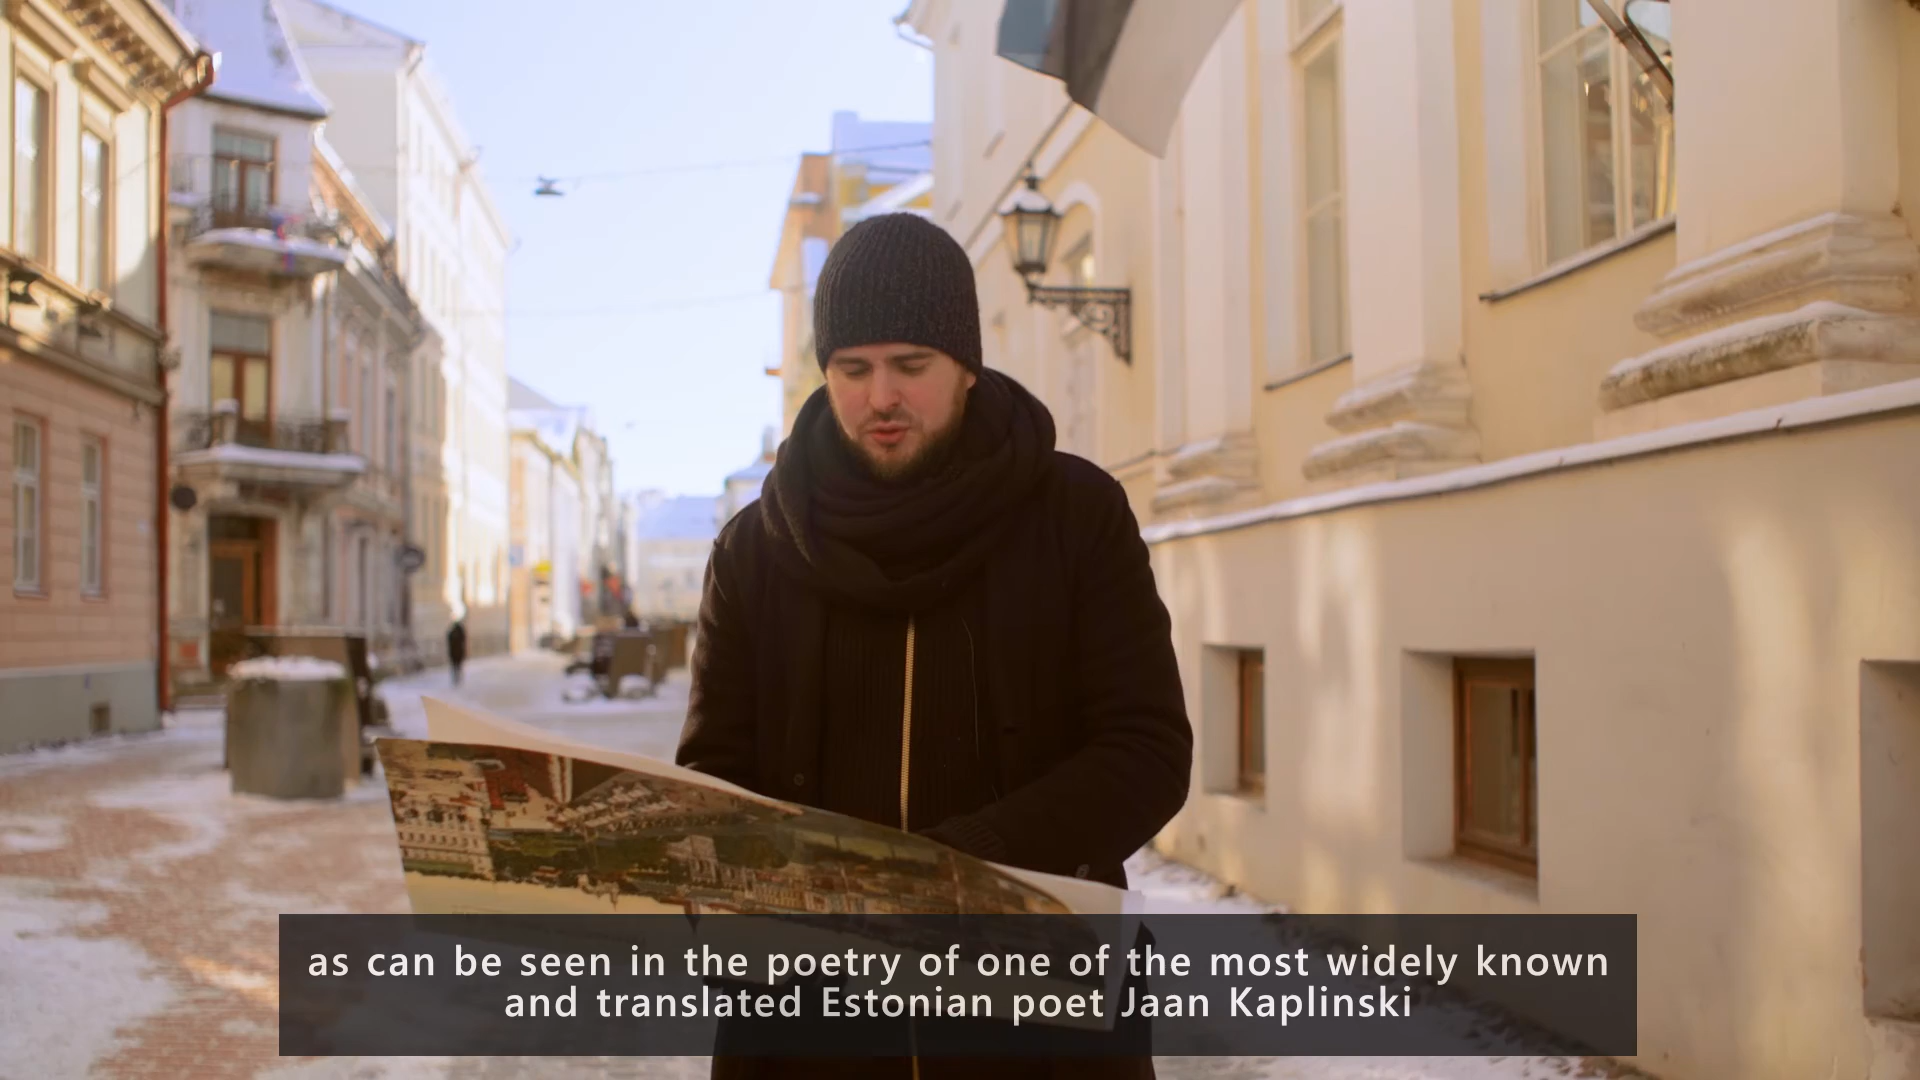 as can be seen in the poetry of one of the most widely known
and translated Estonian poet Jaan Kaplinski